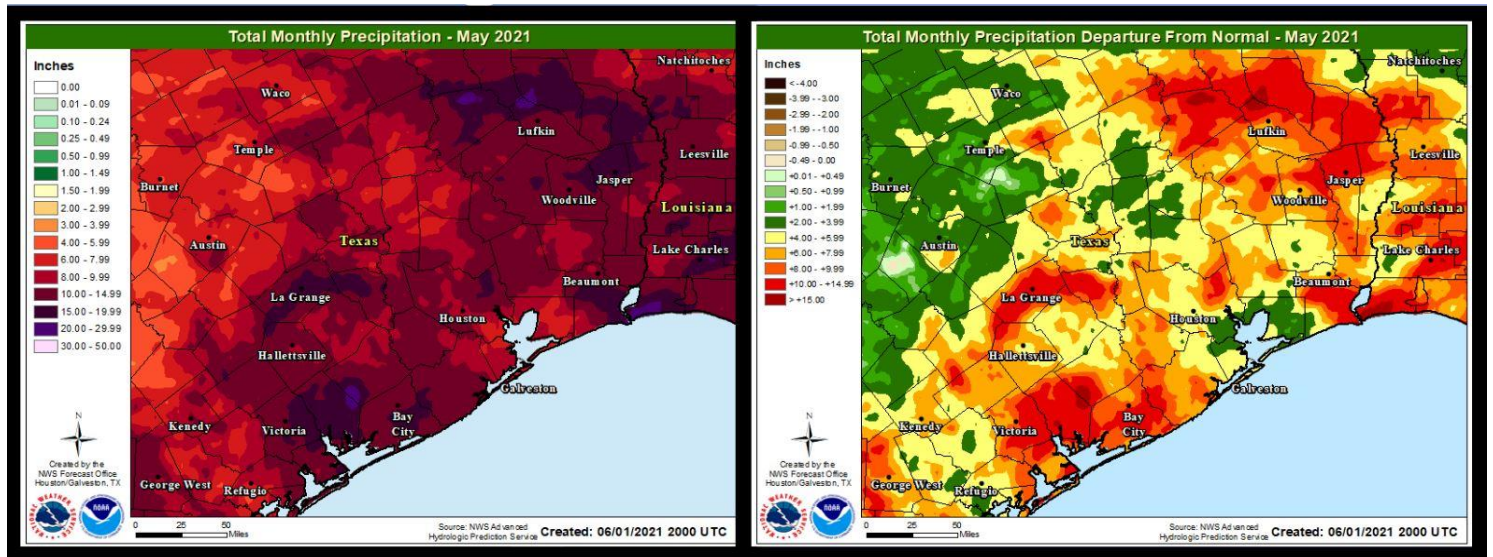 Total Monthly Precipitation - May 2021
Inches
0.00
0.01 - 0.09
0.10 - 0.24
0.25 - 0.49
0.50 - 0.99
1.00 - 1.49
1.50 - 1.99
2.00 - 2.99
3.00 - 3.99
4.00 - 5.99
6.00 - 7.99
8.00 - 9.99
10.00 - 14.99
15.00 - 19.99
20.00 - 29.99
30.00 - 50.00
Natchitoches
Waco
Lufkin
Temple
Leesville
Burnet
Jasper
Woodville
Louisiana
Austin
Texas
Lake Charles
Beaumont
La Grange
Houston
Hallettsville
Galveston
Kenedy
Victoria
Bay
City
George West
Refugio
N
Created by the
NWS Forecast Office
Houston/Galveston, TX
NATIONAL WEATHER SERVICE
NOAA
0 25 50
Miles
Source: NWS Advanced
Hydrologic Prediction Service
Created: 06/01/2021 2000 UTC
Total Monthly Precipitation Departure From Normal - May 2021
Inches
< -4.00
-3.99 - -3.00
-2.99 - -2.00
-1.99 - -1.00
-0.99 - -0.50
-0.49 - 0.00
+0.01 - +0.49
+0.50 - +0.99
+1.00 - +1.99
+2.00 - +3.99
+4.00 - +5.99
+6.00 - +7.99
+8.00 - +9.99
+10.00 - +14.99
> +15.00
Natchitoches
Waco
Lufkin
Temple
Leesville
Burnet
Jasper
Woodville
Louisiana
Austin
Texas
Lake Charles
Beaumont
La Grange
Houston
Hallettsville
Galveston
Kenedy
Victoria
Bay
City
George West
Refugio
N
Created by the
NWS Forecast Office
Houston/Galveston, TX
NATIONAL WEATHER SERVICE
NOAA
0 25 50
Miles
Source: NWS Advanced
Hydrologic Prediction Service
Created: 06/01/2021 2000 UTC